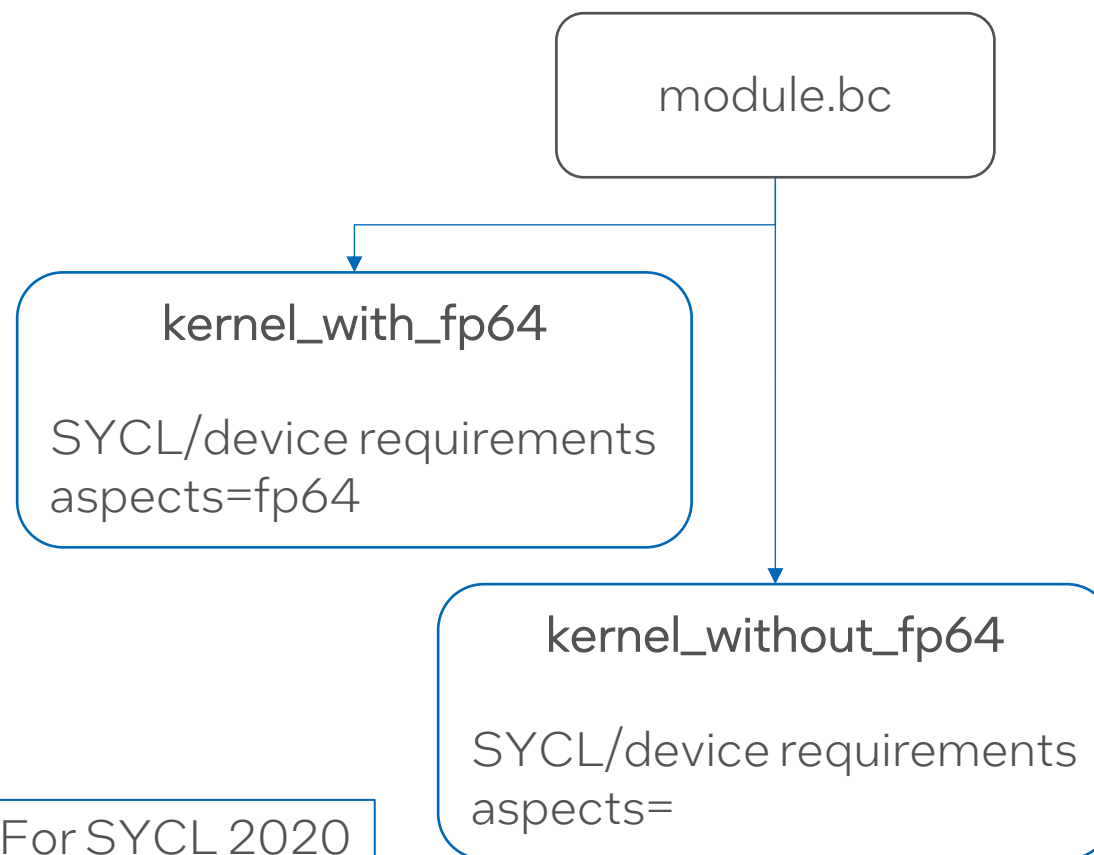 module.bc
kernel_with_fp64
SYCL/device requirements
aspects=fp64
kernel_without_fp64
SYCL/device requirements
aspects=
For SYCL 2020